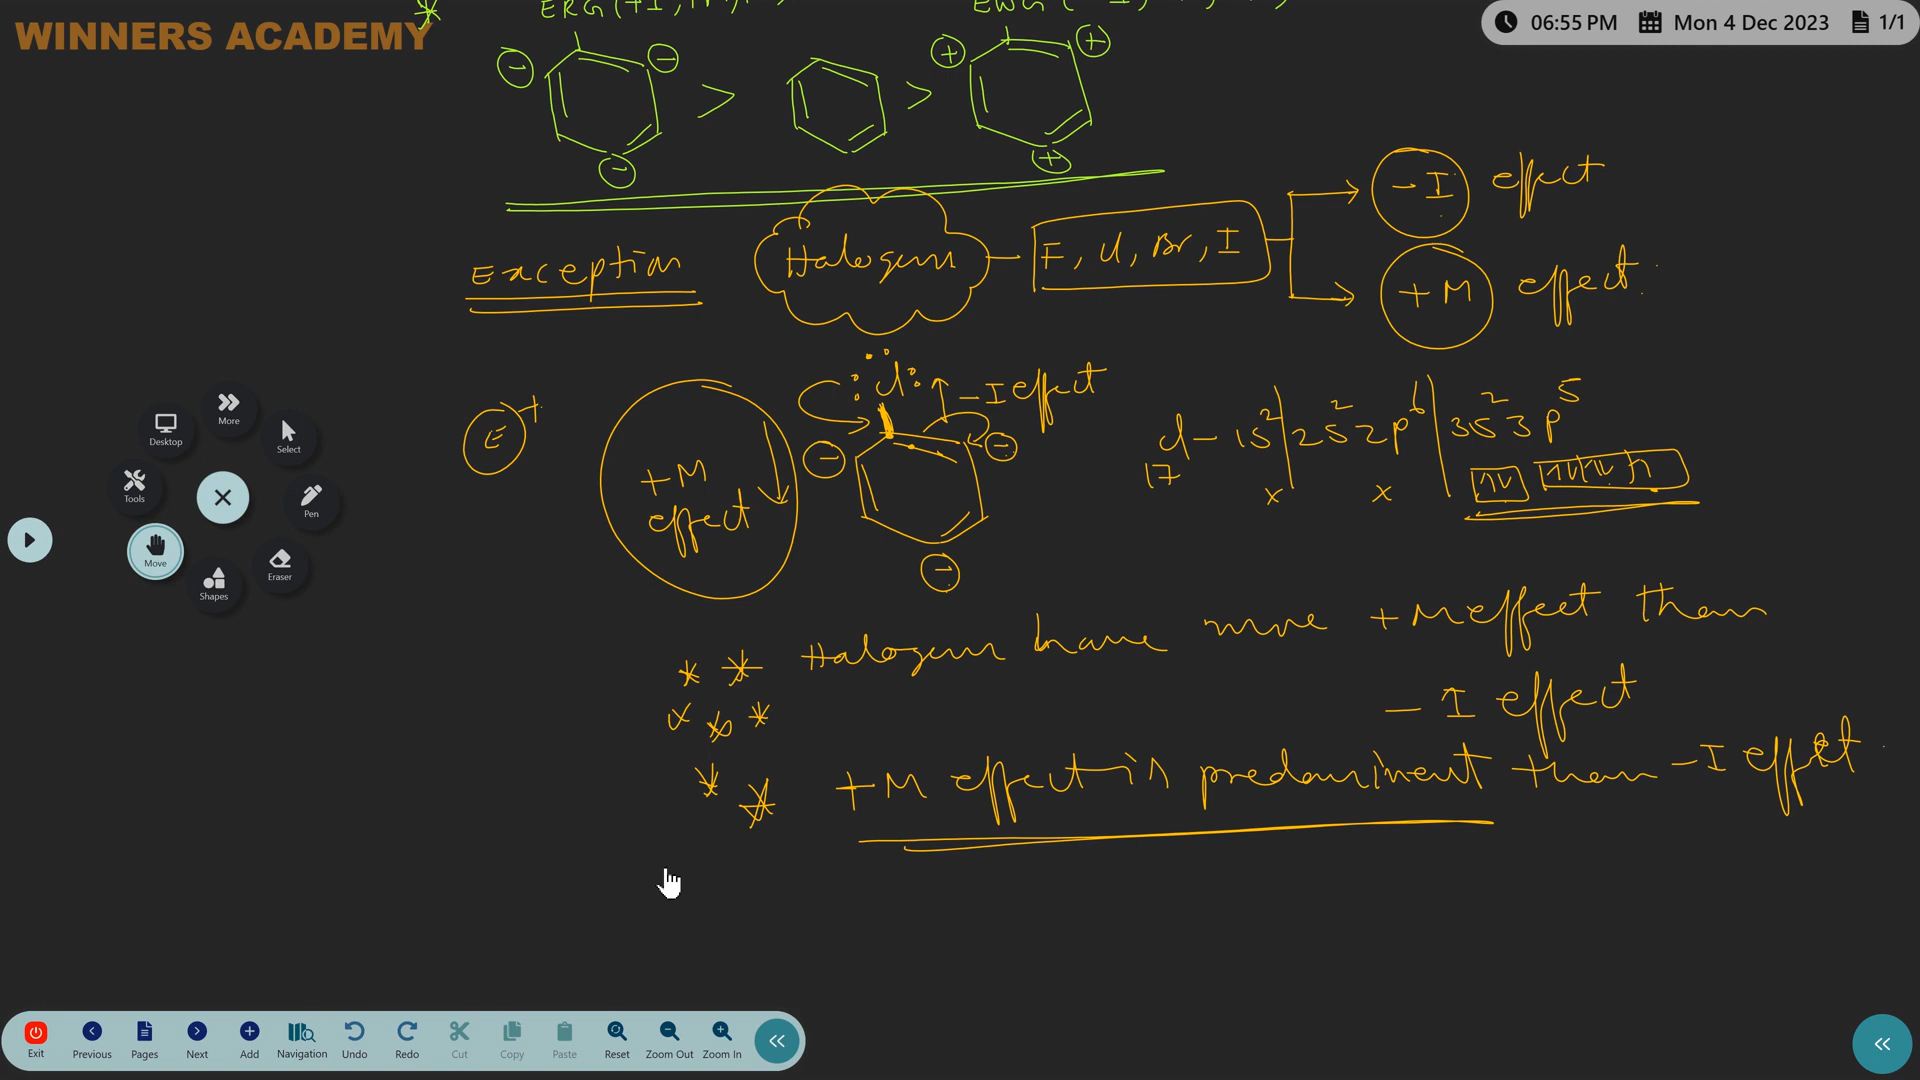 WINNERS ACADEMY
06:55 PM Mon 4 Dec 2023 1/1
⊖ ⊖ ⊖ > > ⊕ ⊕ ⊕
Exception Halogens — F, Cl, Br, I
-I effect
+M effect.
E+
+M effect
:Cl: -I effect
⊖ ⊖ ⊖
Cl - 1s² | 2s² 2p⁶ | 3s² 3p⁵
17 x x
* * Halogens have more +M effect than
- I effect
+M effect is predominent than -I effect
Desktop
More
Select
Tools
Pen
Move
Eraser
Shapes
Exit Previous Pages Next Add Navigation Undo Redo Cut Copy Paste Reset Zoom Out Zoom In